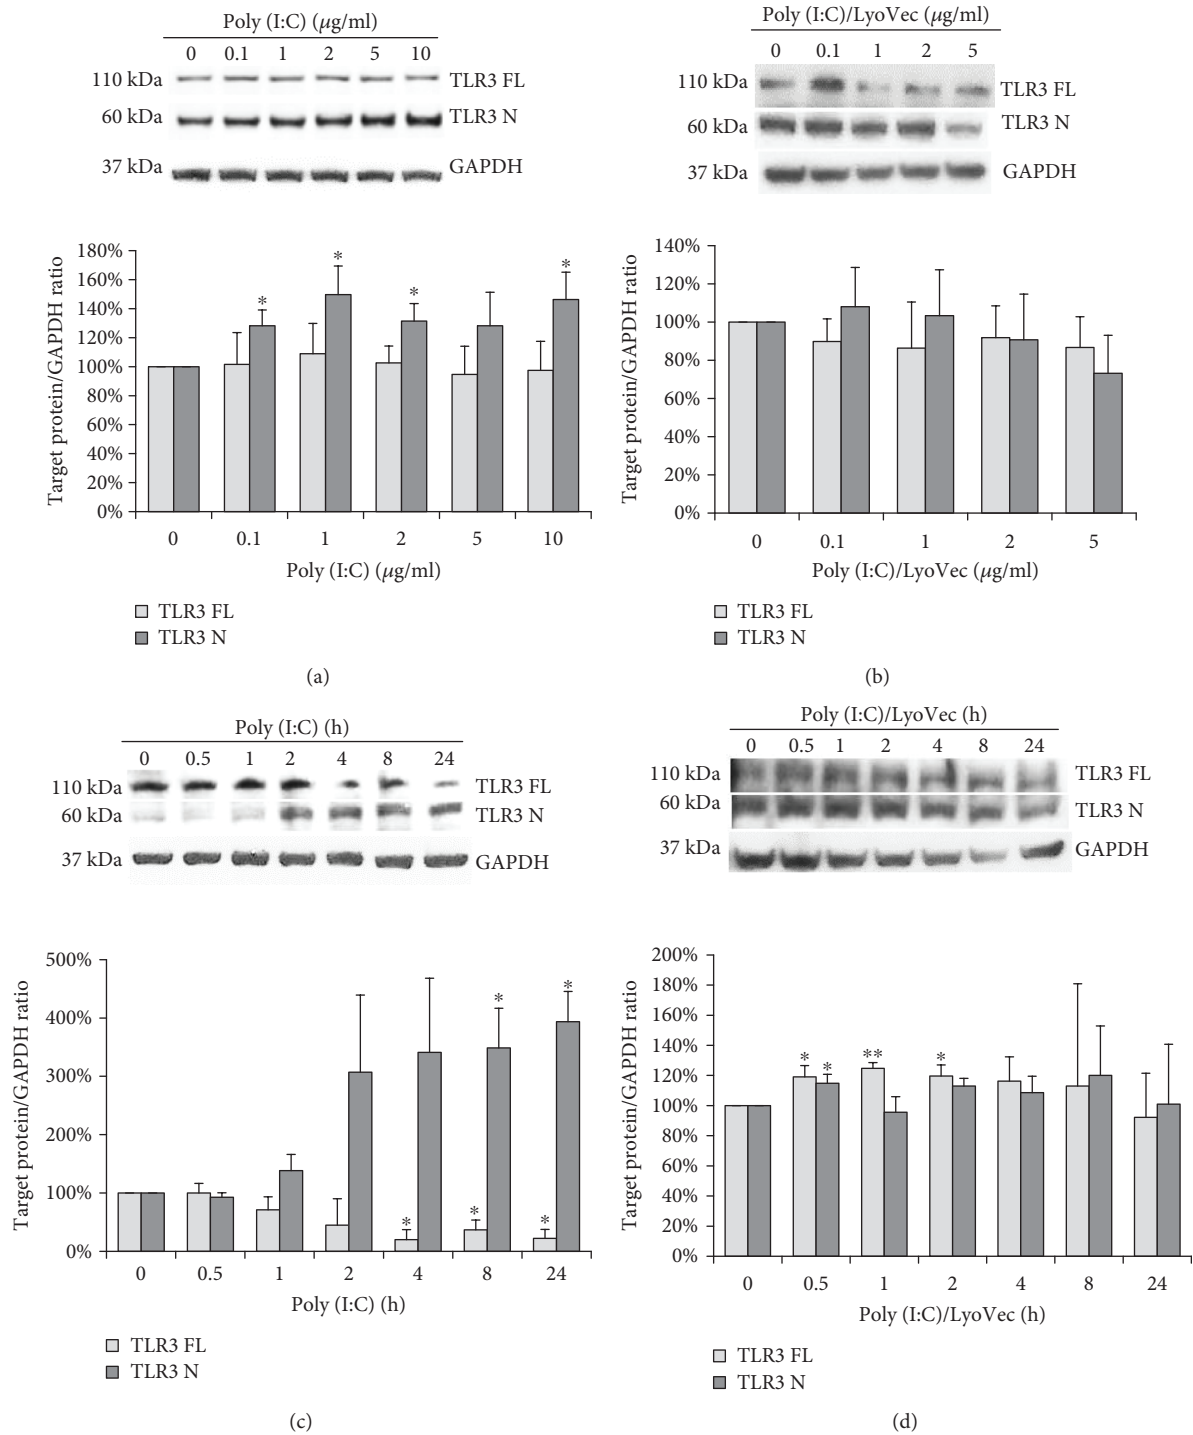 Poly (I:C) (μg/ml)
0 0.1 1 2 5 10
110 kDa TLR3 FL
60 kDa TLR3 N
37 kDa GAPDH
180%
160%
140%
120%
100%
80%
60%
40%
20%
0%
Target protein/GAPDH ratio
* * * *
0 0.1 1 2 5 10
Poly (I:C) (μg/ml)
TLR3 FL
TLR3 N
(a)
Poly (I:C)/LyoVec (μg/ml)
0 0.1 1 2 5
110 kDa TLR3 FL
60 kDa TLR3 N
37 kDa GAPDH
140%
120%
100%
80%
60%
40%
20%
0%
Target protein/GAPDH ratio
0 0.1 1 2 5
Poly (I:C)/LyoVec (μg/ml)
TLR3 FL
TLR3 N
(b)
Poly (I:C) (h)
0 0.5 1 2 4 8 24
110 kDa TLR3 FL
60 kDa TLR3 N
37 kDa GAPDH
500%
400%
300%
200%
100%
0%
Target protein/GAPDH ratio
* *
* * *
0 0.5 1 2 4 8 24
Poly (I:C) (h)
TLR3 FL
TLR3 N
(c)
Poly (I:C)/LyoVec (h)
0 0.5 1 2 4 8 24
110 kDa TLR3 FL
60 kDa TLR3 N
37 kDa GAPDH
200%
180%
160%
140%
120%
100%
80%
60%
40%
20%
0%
Target protein/GAPDH ratio
* * ** *
0 0.5 1 2 4 8 24
Poly (I:C)/LyoVec (h)
TLR3 FL
TLR3 N
(d)